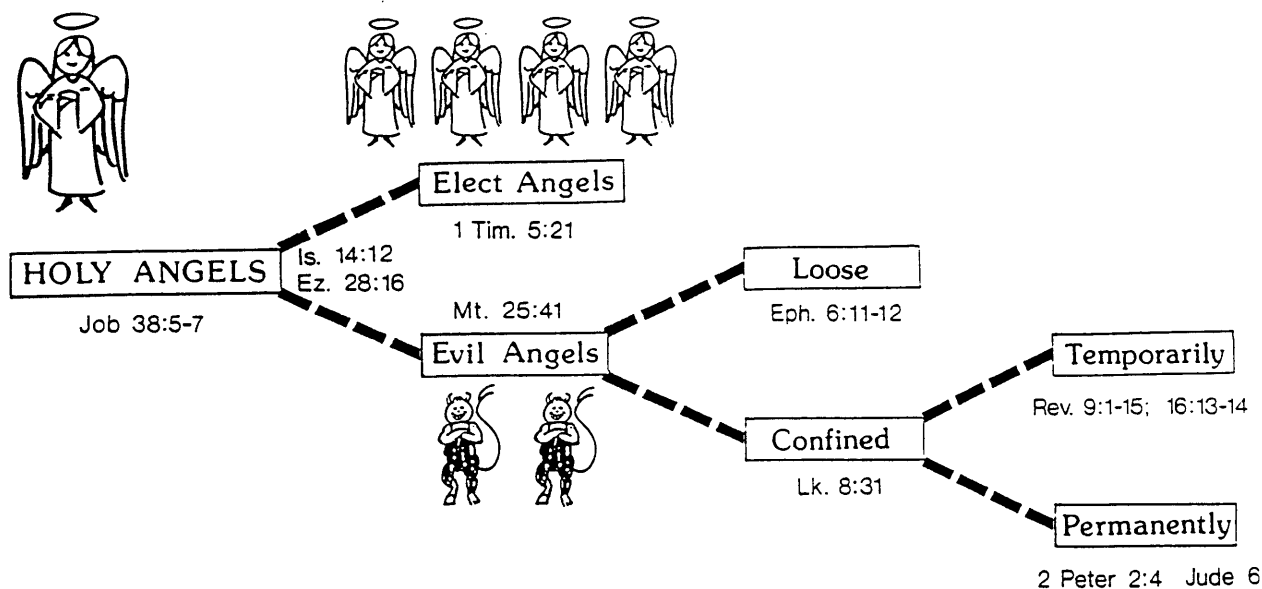 Elect Angels
1 Tim. 5:21
HOLY ANGELS
Is. 14:12
Ez. 28:16
Job 38:5-7
Mt. 25:41
Evil Angels
Loose
Eph. 6:11-12
Confined
Lk. 8:31
Temporarily
Rev. 9:1-15; 16:13-14
Permanently
2 Peter 2:4 Jude 6